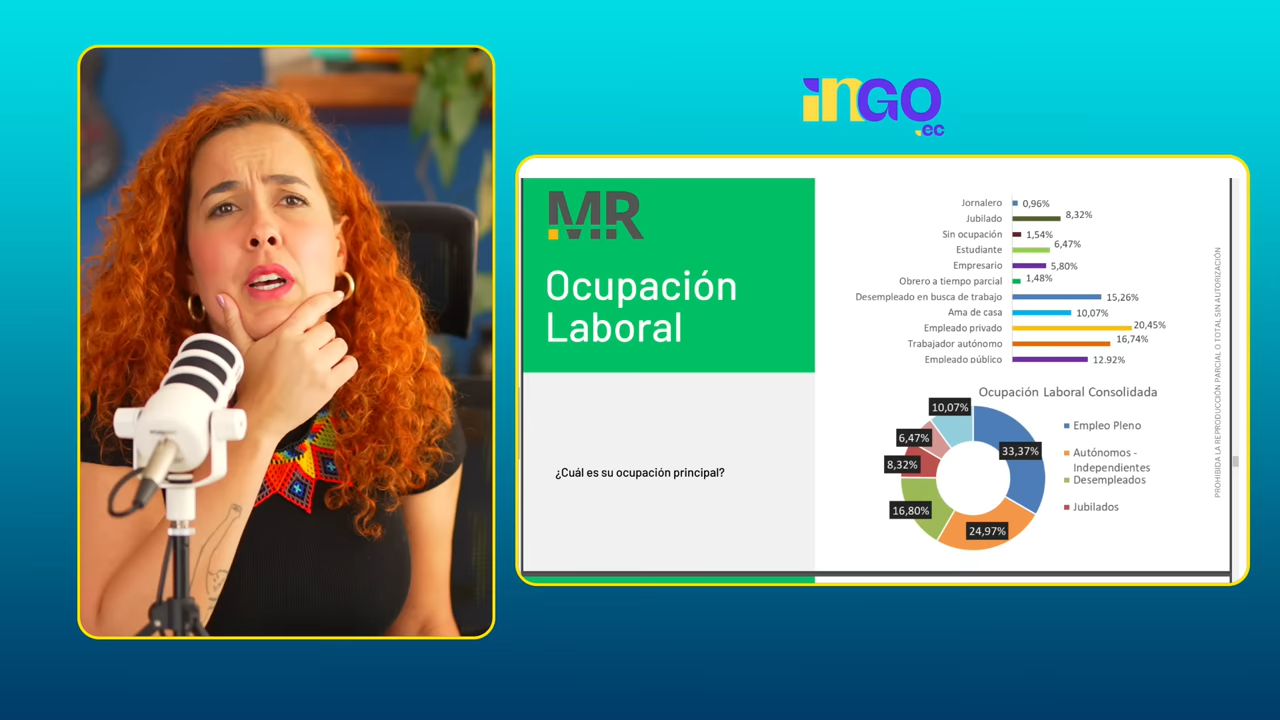 inGO
.ec
MR
Ocupación
Laboral
¿Cuál es su ocupación principal?
Jornalero 0,96%
Jubilado 8,32%
Sin ocupación 1,54%
Estudiante 6,47%
Empresario 5,80%
Obrero a tiempo parcial 1,48%
Desempleado en busca de trabajo 15,26%
Ama de casa 10,07%
Empleado privado 20,45%
Trabajador autónomo 16,74%
Empleado público 12.92%
Ocupación Laboral Consolidada
10,07%
6,47%
8,32%
16,80%
24,97%
33,37%
Empleo Pleno
Autónomos -
Independientes
Desempleados
Jubilados
PROHIBIDA LA REPRODUCCIÓN PARCIAL O TOTAL SIN AUTORIZACIÓN